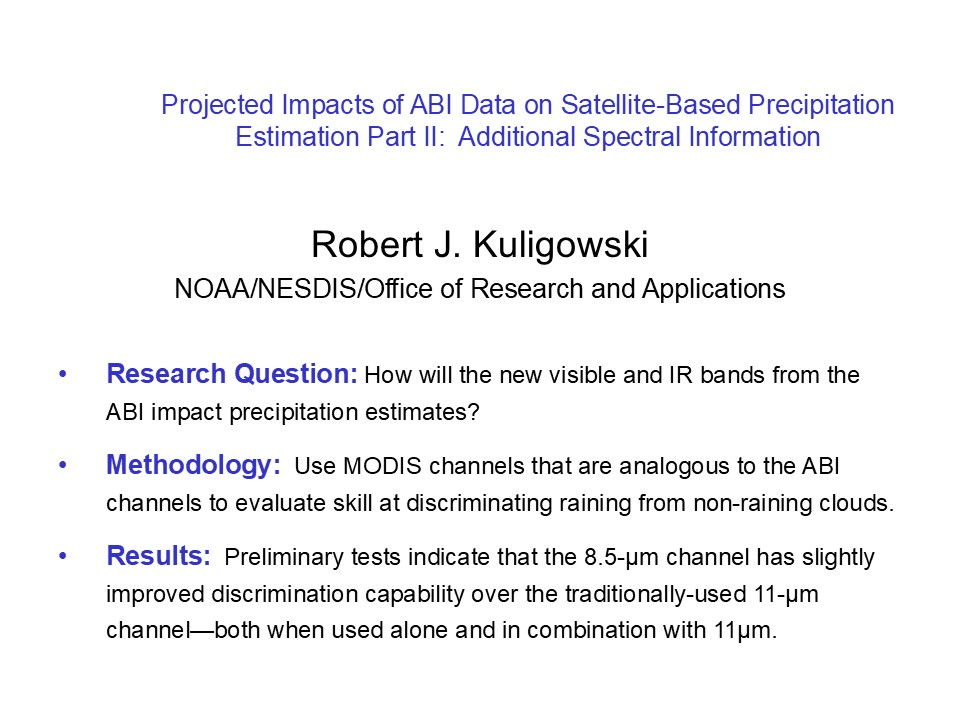 Projected Impacts of ABI Data on Satellite-Based Precipitation
Estimation Part II:  Additional Spectral Information
Robert J. Kuligowski
NOAA/NESDIS/Office of Research and Applications
• Research Question: How will the new visible and IR bands from the
ABI impact precipitation estimates?
• Methodology:  Use MODIS channels that are analogous to the ABI
channels to evaluate skill at discriminating raining from non-raining clouds.
• Results:  Preliminary tests indicate that the 8.5-µm channel has slightly
improved discrimination capability over the traditionally-used 11-µm
channel—both when used alone and in combination with 11µm.